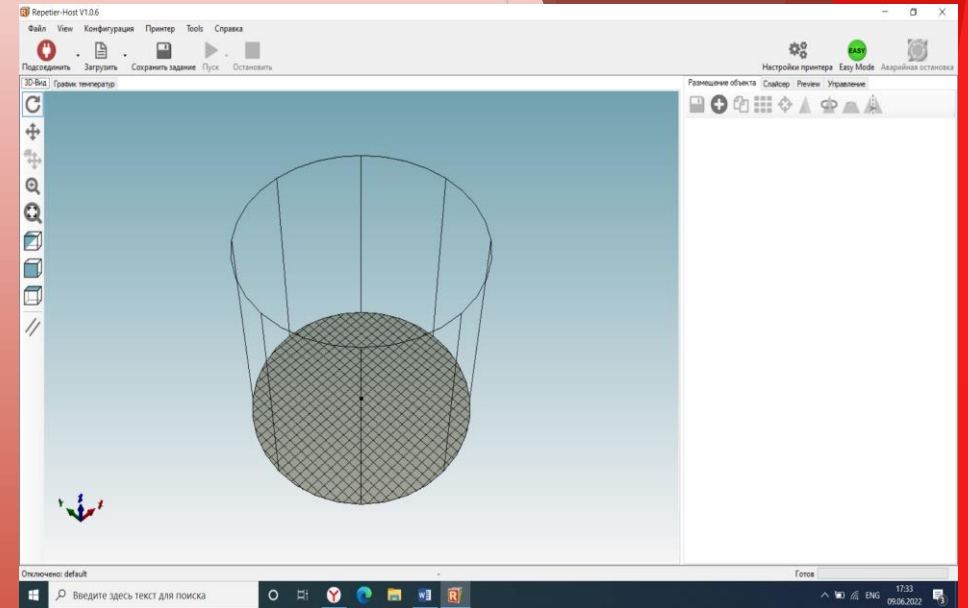 Repetier-Host V1.0.6
Файл View Конфигурация Принтер Tools Справка
Подсоединить Загрузить Сохранить задание Пуск Остановить Настройки принтера Easy Mode Аварийная остановка
EASY
3D-Вид График температур Размещение объекта Слайсер Preview Управление
Отключено: default - Готов
Введите здесь текст для поиска
ENG 17:33
09.06.2022